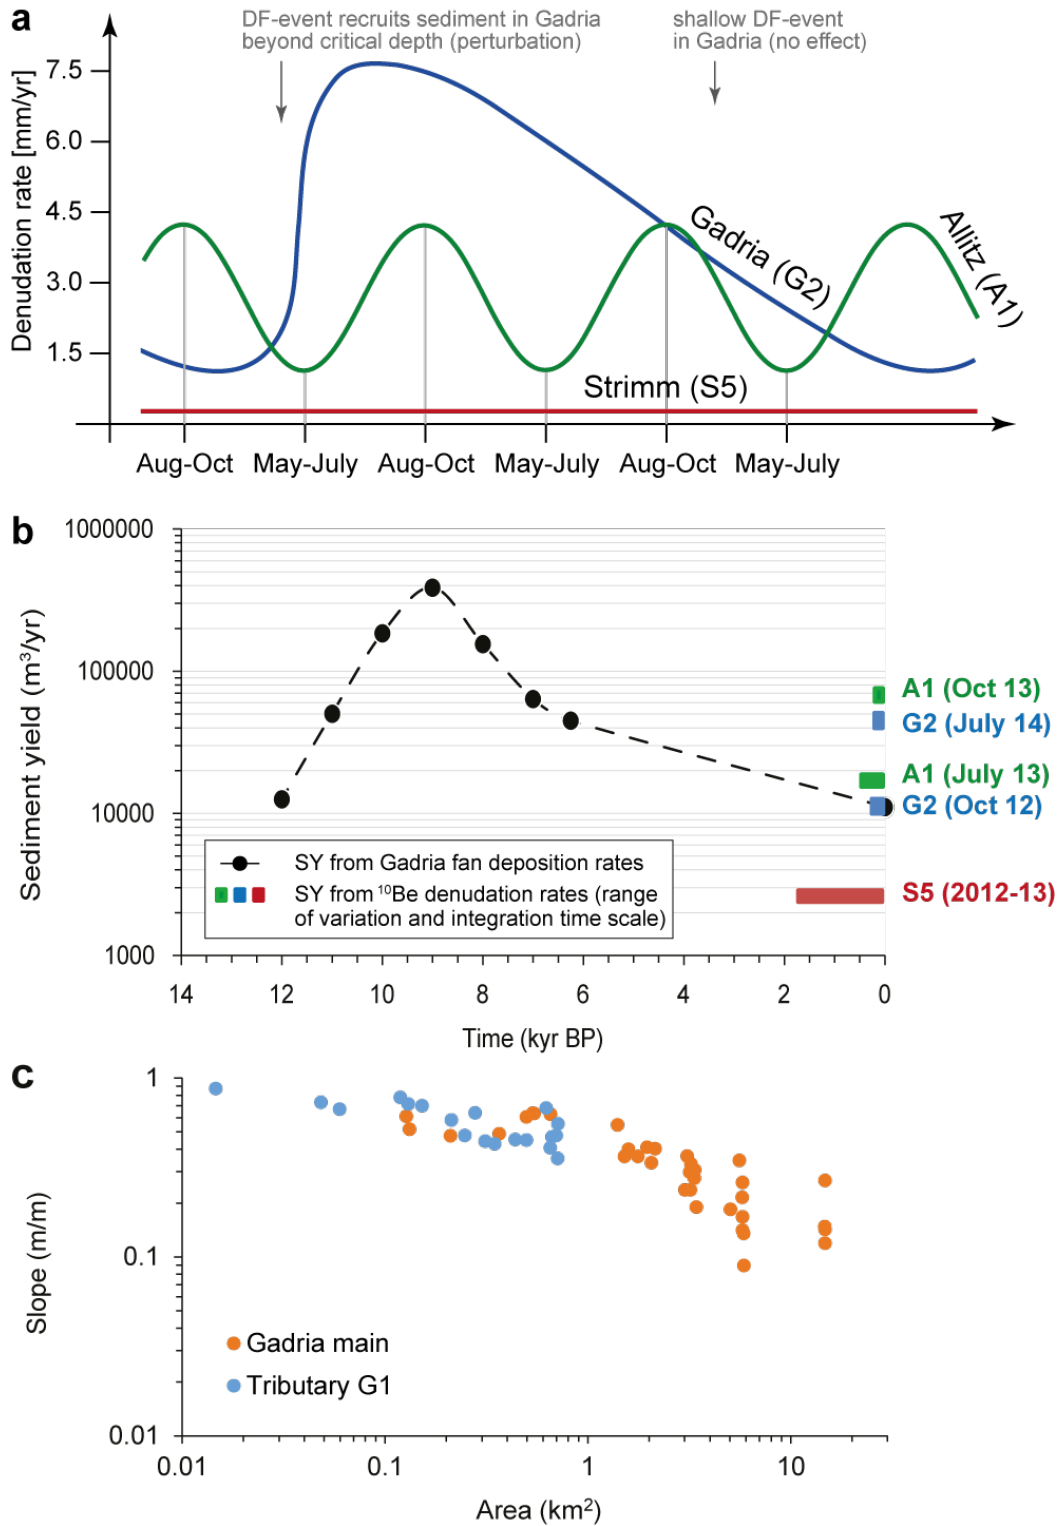 a
DF-event recruits sediment in Gadria
beyond critical depth (perturbation)
shallow DF-event
in Gadria (no effect)
Denudation rate [mm/yr]
7.5
6.0
4.5
3.0
1.5
Gadria (G2)
Allitz (A1)
Strimm (S5)
Aug-Oct May-July Aug-Oct May-July Aug-Oct May-July
b
Sediment yield (m³/yr)
1000000
100000
10000
1000
A1 (Oct 13)
G2 (July 14)
A1 (July 13)
G2 (Oct 12)
S5 (2012-13)
SY from Gadria fan deposition rates
SY from ¹⁰Be denudation rates (range
of variation and integration time scale)
14 12 10 8 6 4 2 0
Time (kyr BP)
c
Slope (m/m)
1
0.1
0.01
Gadria main
Tributary G1
0.01 0.1 1 10
Area (km²)